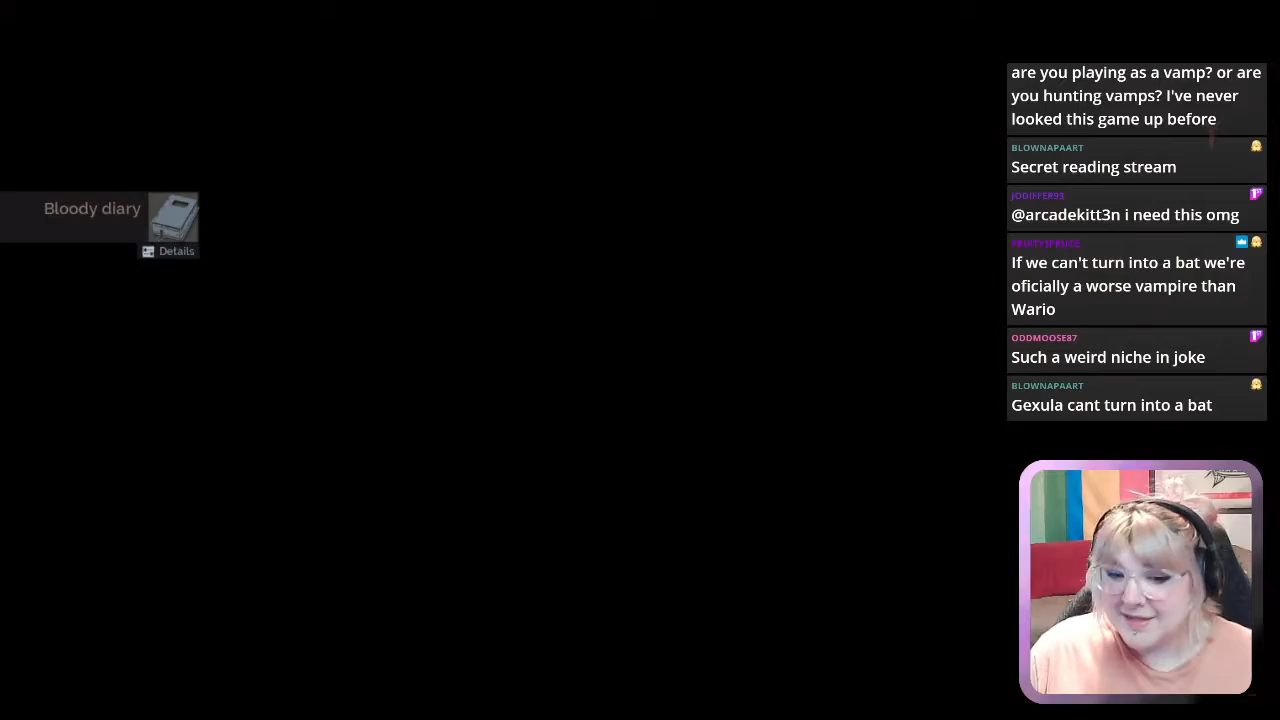 are you playing as a vamp? or are
you hunting vamps? I've never
looked this game up before
BLOWNAPAART
Secret reading stream
JODIFFER93
@arcadekitt3n i need this omg
FRUITYSPRUCE
If we can't turn into a bat we're
oficially a worse vampire than
Wario
ODDMOOSE87
Such a weird niche in joke
BLOWNAPAART
Gexula cant turn into a bat
Bloody diary
Details